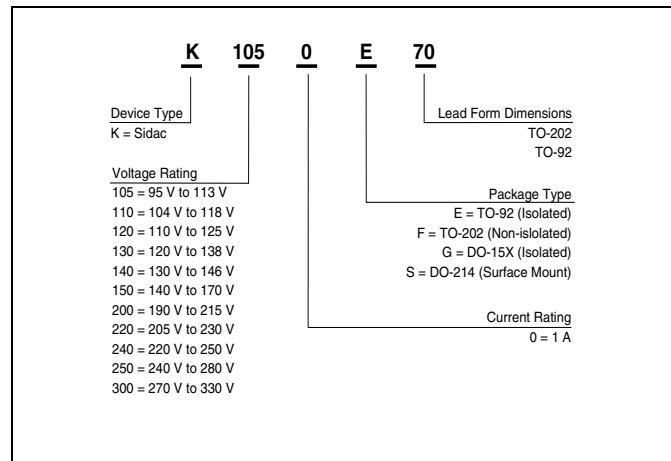 K 105 0 E 70
Device Type
K = Sidac
Voltage Rating
105 = 95 V to 113 V
110 = 104 V to 118 V
120 = 110 V to 125 V
130 = 120 V to 138 V
140 = 130 V to 146 V
150 = 140 V to 170 V
200 = 190 V to 215 V
220 = 205 V to 230 V
240 = 220 V to 250 V
250 = 240 V to 280 V
300 = 270 V to 330 V
Lead Form Dimensions
TO-202
TO-92
Package Type
E = TO-92 (Isolated)
F = TO-202 (Non-islolated)
G = DO-15X (Isolated)
S = DO-214 (Surface Mount)
Current Rating
0 = 1 A